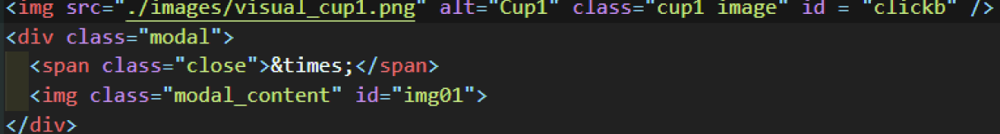 <img src="./images/visual_cup1.png" alt="Cup1" class="cup1 image" id = "clickb" />
<div class="modal">
<span class="close">&times;</span>
<img class="modal_content" id="img01">
</div>